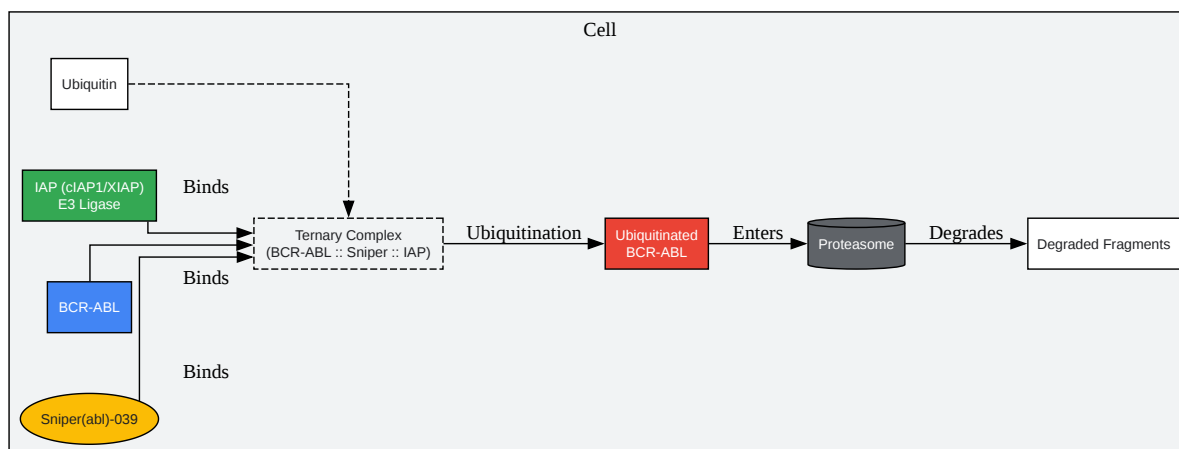 Cell
Ubiquitin
IAP (cIAP1/XIAP)
E3 Ligase
Binds
Ternary Complex
(BCR-ABL :: Sniper :: IAP)
Ubiquitination
Ubiquitinated
BCR-ABL
Enters
Proteasome
Degrades
Degraded Fragments
Binds
BCR-ABL
Binds
Sniper(abl)-039